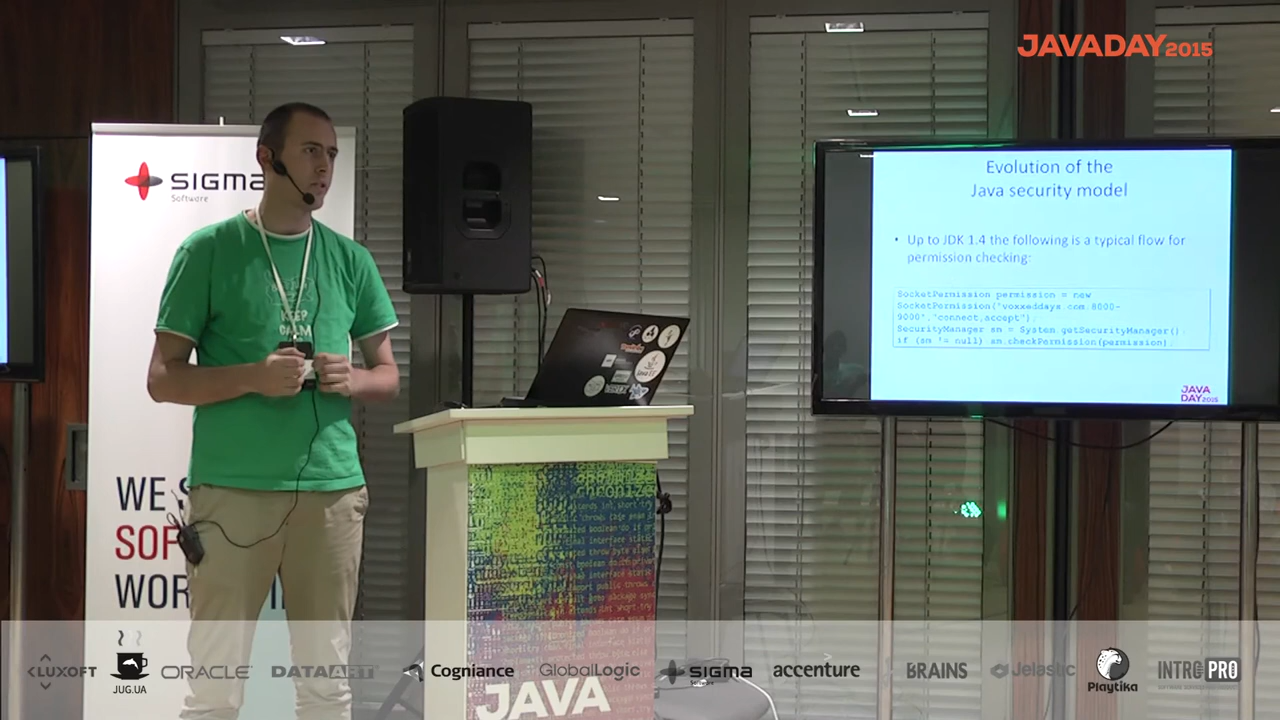 JAVADAY2015
SIGMA
Software
KEEP
CALM
WE
SOF
WOR
Evolution of the
Java security model
• Up to JDK 1.4 the following is a typical flow for
permission checking:
SocketPermission permission = new
SocketPermission("voxxeddays.com:8000-
9000","connect,accept");
SecurityManager sm = System.getSecurityManager();
if (sm != null) sm.checkPermission(permission);
JAVA
DAY2015
chronize
JAVA
LUXOFT
JUG.UA
ORACLE
DATAART
Cogniance
GlobalLogic
SIGMA
Software
accenture
BRAINS
Jelastic
Playtika
INTRO PRO